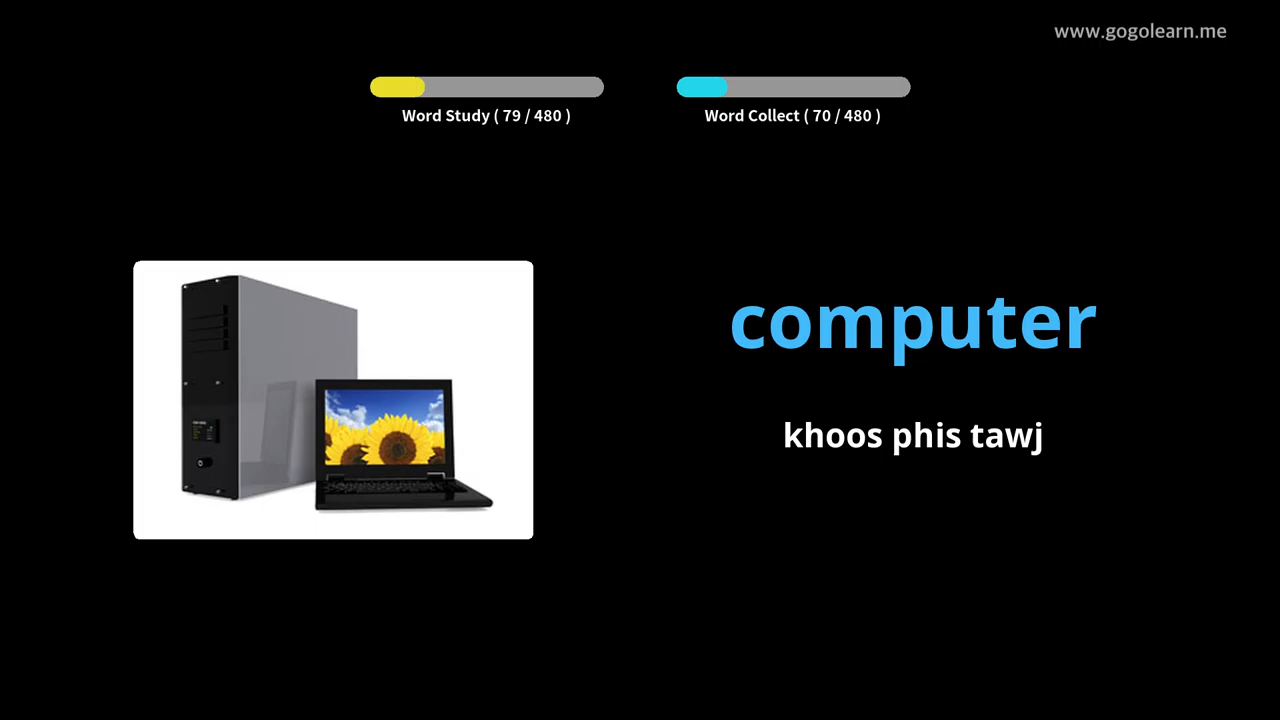 www.gogolearn.me
Word Study ( 79 / 480 )
Word Collect ( 70 / 480 )
computer
khoos phis tawj